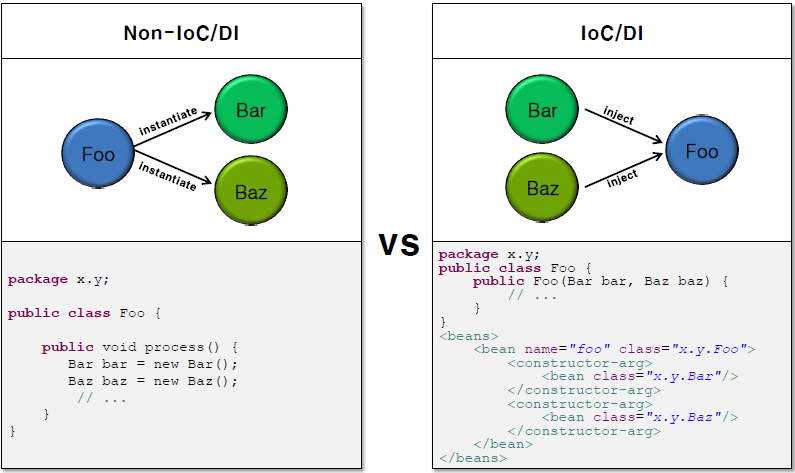 Non-IoC/DI
Foo
instantiate
instantiate
Bar
Baz
package x.y;
public class Foo {
public void process() {
Bar bar = new Bar();
Baz baz = new Baz();
// ...
}
}
VS
IoC/DI
Bar
Baz
inject
inject
Foo
package x.y;
public class Foo {
public Foo(Bar bar, Baz baz) {
// ...
}
}
<beans>
<bean name="foo" class="x.y.Foo">
<constructor-arg>
<bean class="x.y.Bar"/>
</constructor-arg>
<constructor-arg>
<bean class="x.y.Baz"/>
</constructor-arg>
</bean>
</beans>